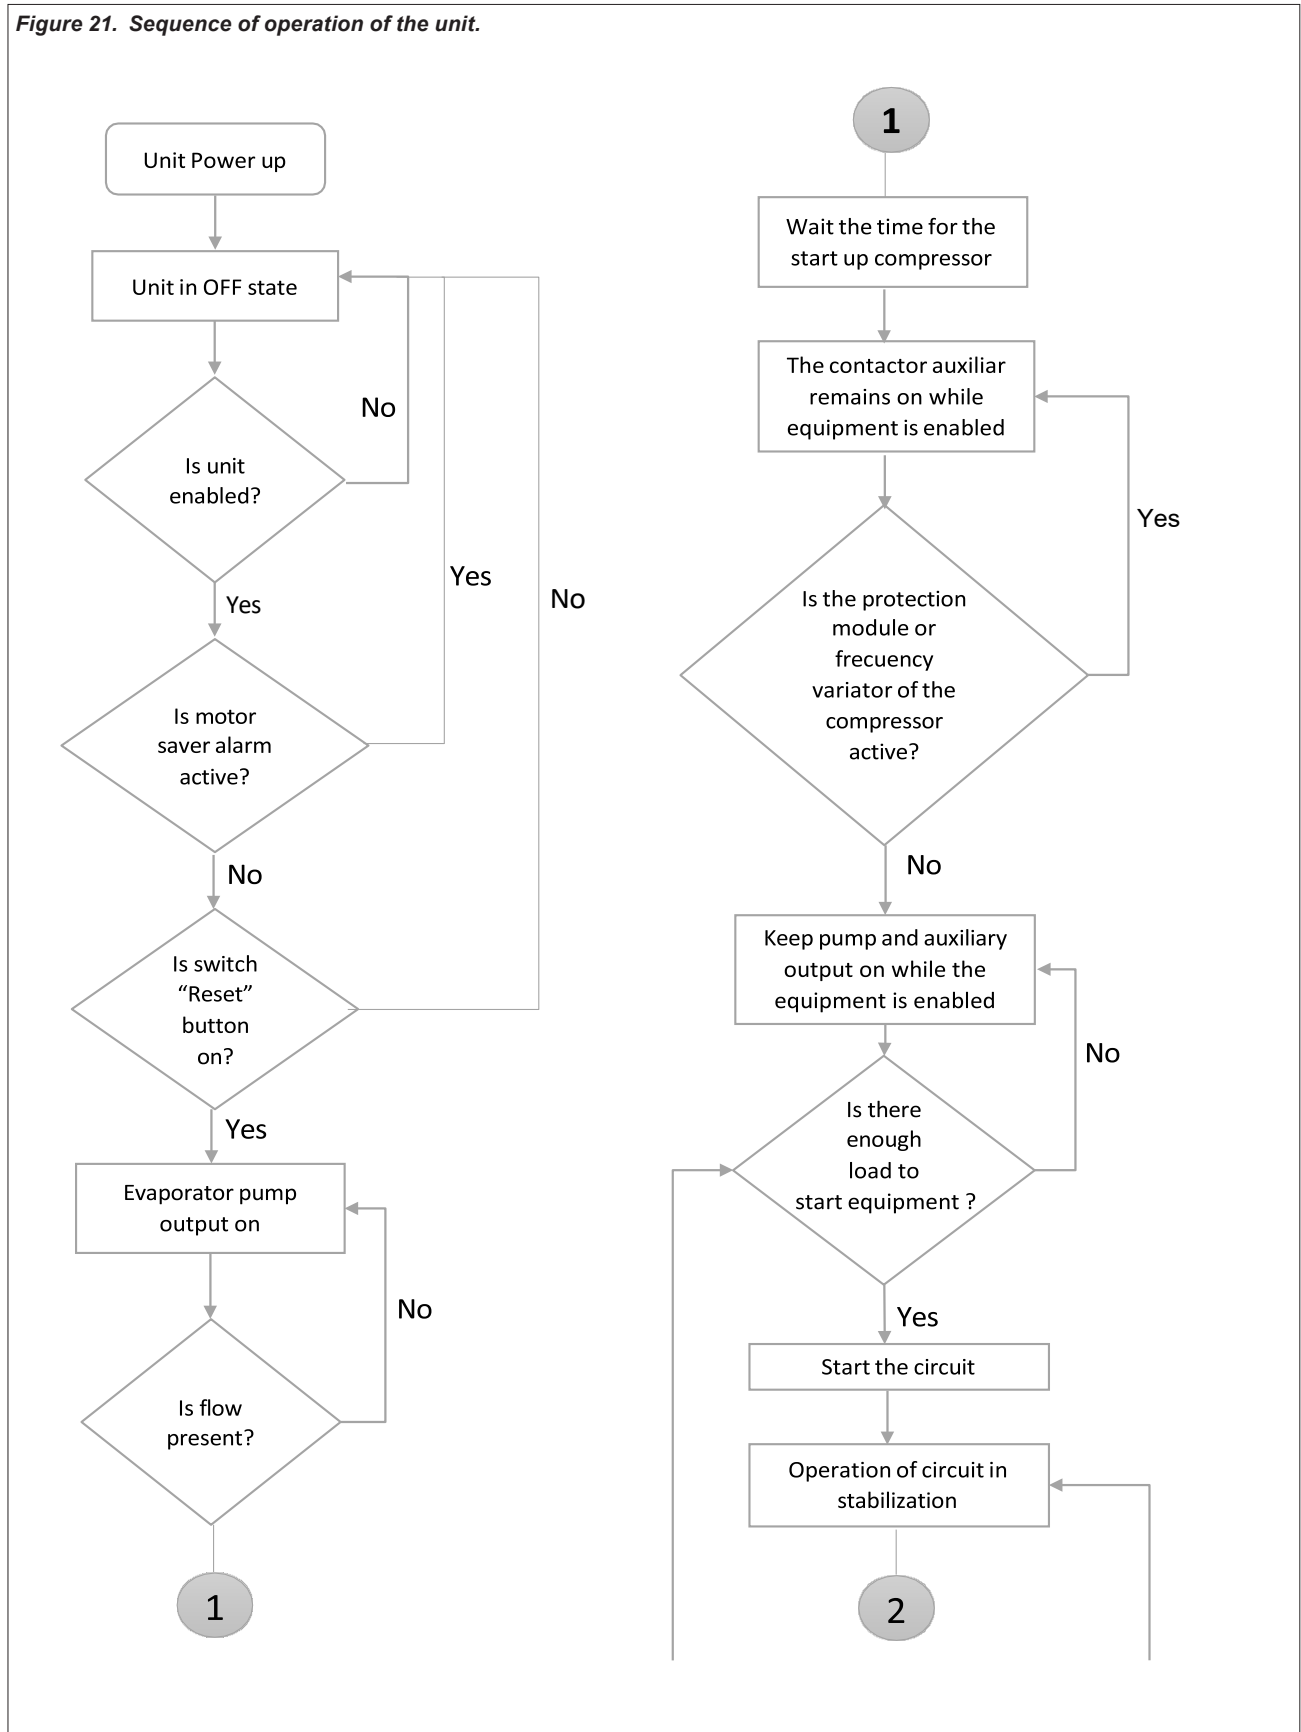 Figure 21.  Sequence of operation of the unit.
Unit Power up
Unit in OFF state
No
Is unit
enabled?
Yes
Yes
No
Is motor
saver alarm
active?
No
Is switch
“Reset”
button
on?
Yes
Evaporator pump
output on
No
Is flow
present?
1
1
Wait the time for the
start up compressor
The contactor auxiliar
remains on while
equipment is enabled
Yes
Is the protection
module or
frecuency
variator of the
compressor
active?
No
Keep pump and auxiliary
output on while the
equipment is enabled
No
Is there
enough
load to
start equipment ?
Yes
Start the circuit
Operation of circuit in
stabilization
2